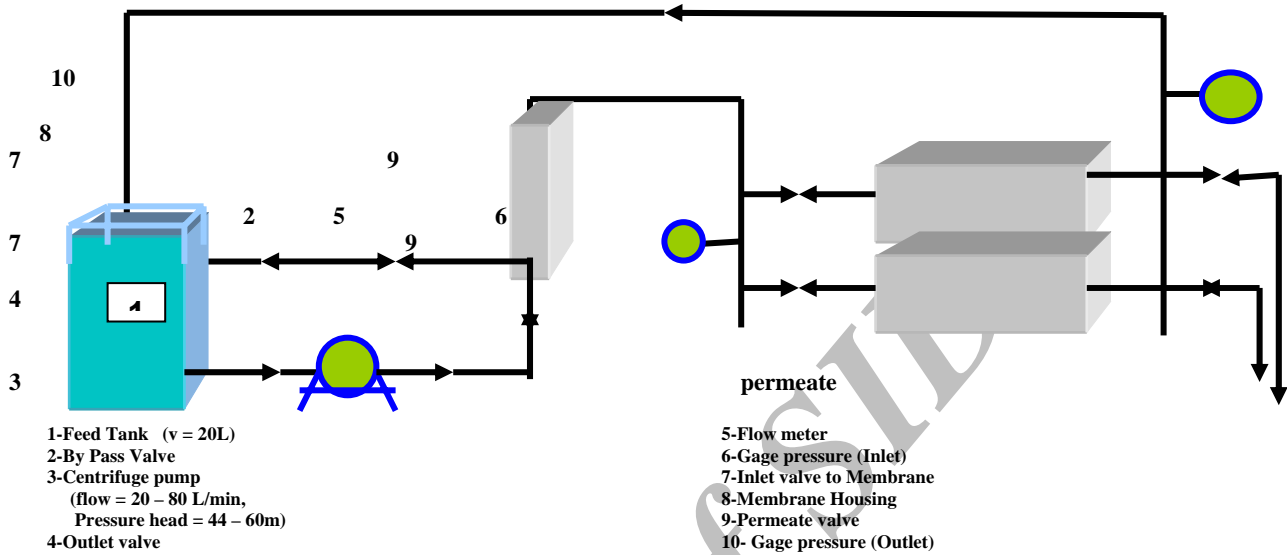 10
8
7
9
2
5
6
7
9
4
3
permeate
1-Feed Tank (v = 20L)
2-By Pass Valve
3-Centrifuge pump
(flow = 20 – 80 L/min,
Pressure head = 44 – 60m)
4-Outlet valve
5-Flow meter
6-Gage pressure (Inlet)
7-Inlet valve to Membrane
8-Membrane Housing
9-Permeate valve
10- Gage pressure (Outlet)